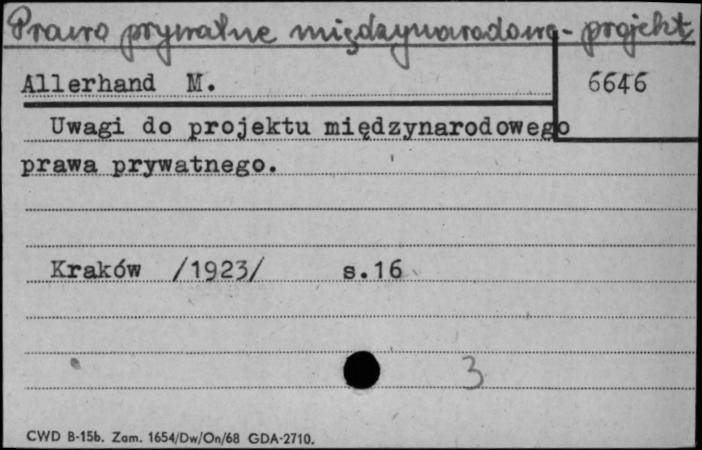 Prawo prywatne międzynarodowe - projekty
Allerhand M.
6646
Uwagi do projektu międzynarodowego
prawa prywatnego.
Kraków /1923/ s.16
3
CWD B-15b. Zam. 1654/Dw/On/68 GDA-2710.